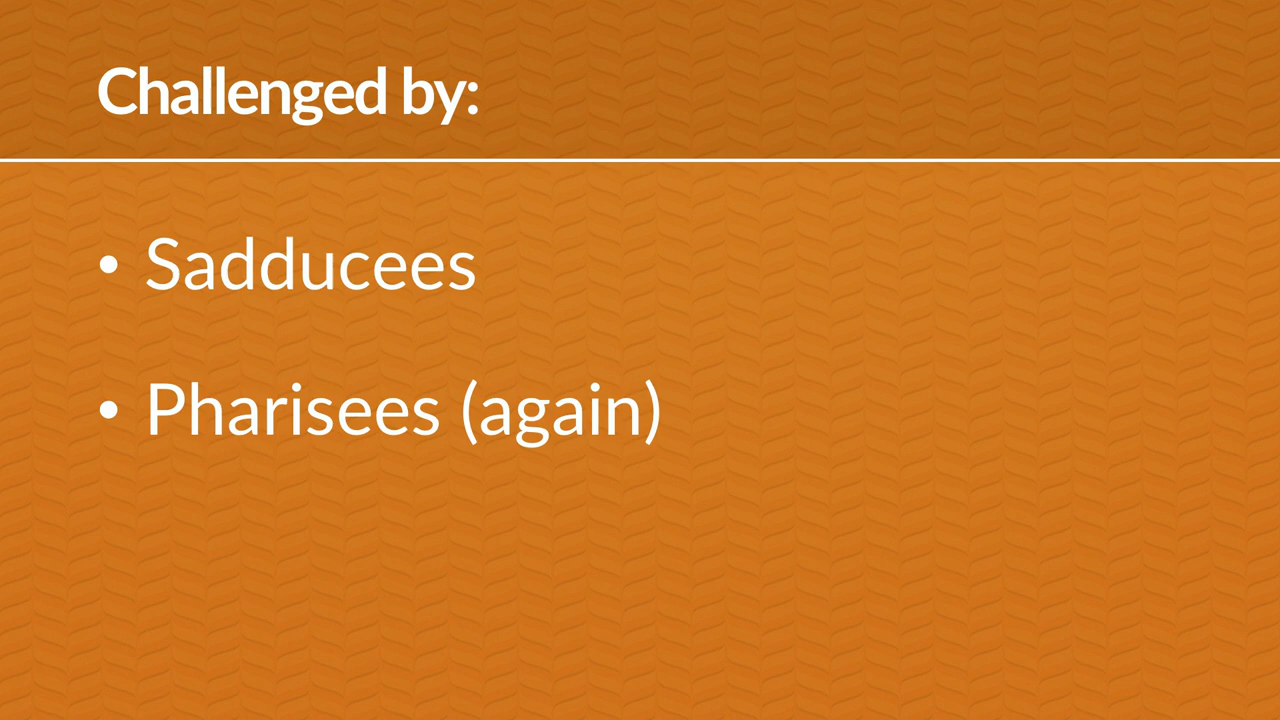 Challenged by:
• Sadducees
• Pharisees (again)